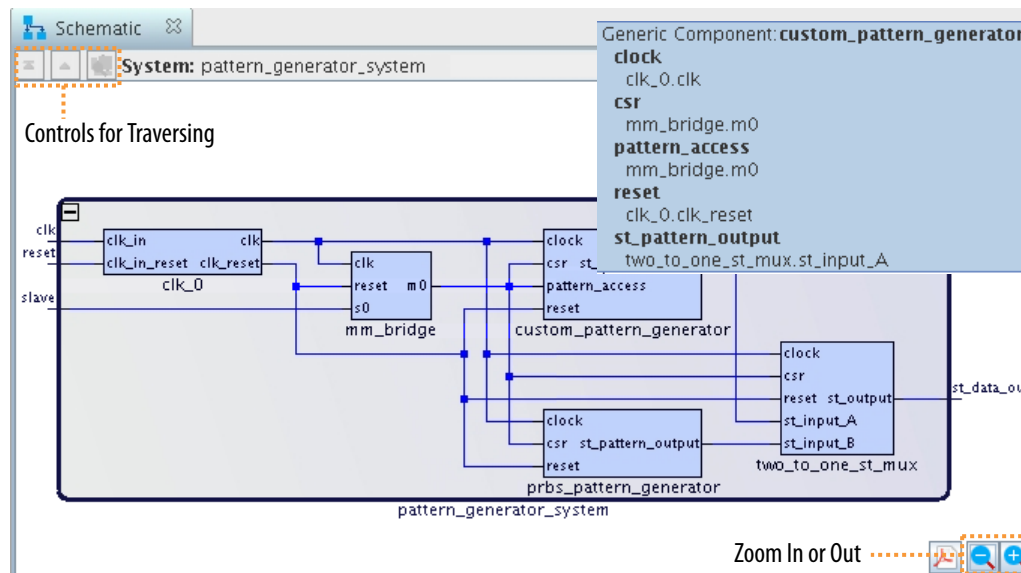 Schematic
System: pattern_generator_system
Controls for Traversing
Generic Component:custom_pattern_generator
clock
clk_0.clk
csr
mm_bridge.m0
pattern_access
mm_bridge.m0
reset
clk_0.clk_reset
st_pattern_output
two_to_one_st_mux.st_input_A
clk
reset
slave
clk_in clk
clk_in_reset clk_reset
clk_0
clk
reset m0
s0
mm_bridge
clock
csr st_
pattern_access
reset
custom_pattern_generator
clock
csr
reset st_output
st_input_A
st_input_B
two_to_one_st_mux
st_data_ou
clock
csr st_pattern_output
reset
prbs_pattern_generator
pattern_generator_system
Zoom In or Out